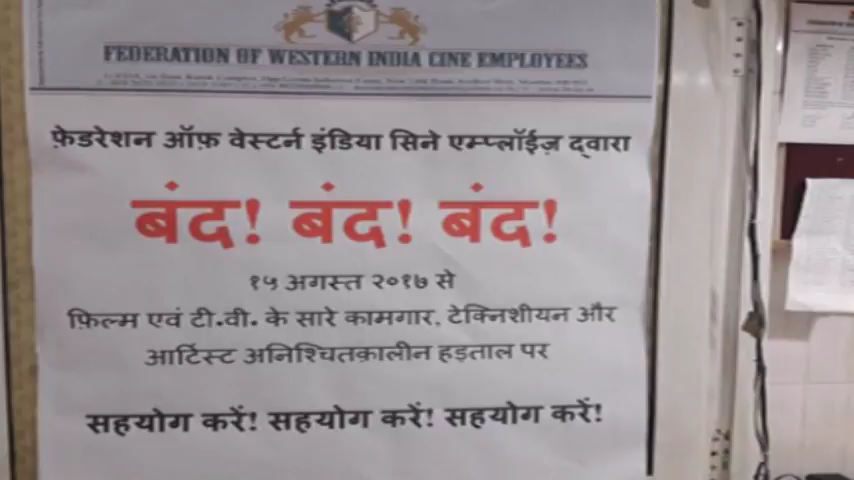 FEDERATION OF WESTERN INDIA CINE EMPLOYEES
फ़ेडरेशन ऑफ़ वेस्टर्न इंडिया सिने एम्प्लॉईज़ द्वारा
बंद! बंद! बंद!
१५ अगस्त २०१७ से
फ़िल्म एवं टी.वी. के सारे कामगार, टेक्निशीयन और
आर्टिस्ट अनिश्चितक़ालीन हड़ताल पर
सहयोग करें! सहयोग करें! सहयोग करें!